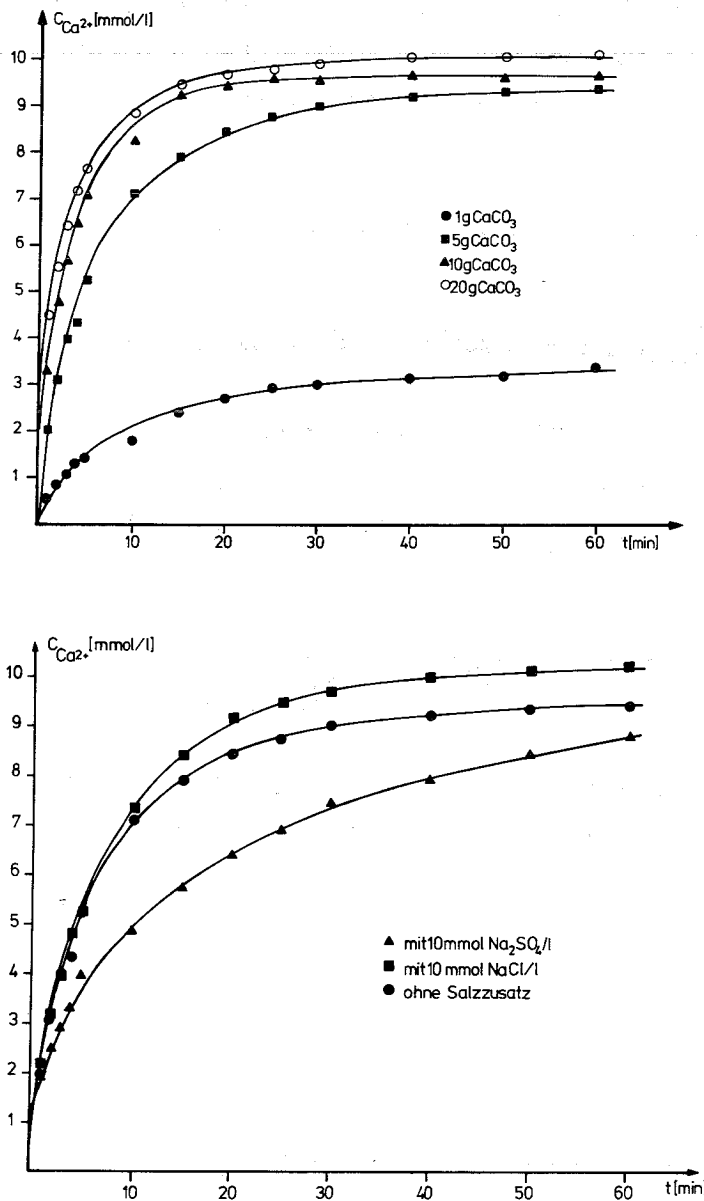 C Ca2+ [mmol/l]
10
9
8
7
6
5
4
3
2
1
● 1g CaCO3
■ 5g CaCO3
▲ 10g CaCO3
○ 20g CaCO3
10 20 30 40 50 60 t[min]
C Ca2+ [mmol/l]
10
9
8
7
6
5
4
3
2
1
▲ mit 10 mmol Na2SO4/l
■ mit 10 mmol NaCl/l
● ohne Salzzusatz
10 20 30 40 50 60 t[min